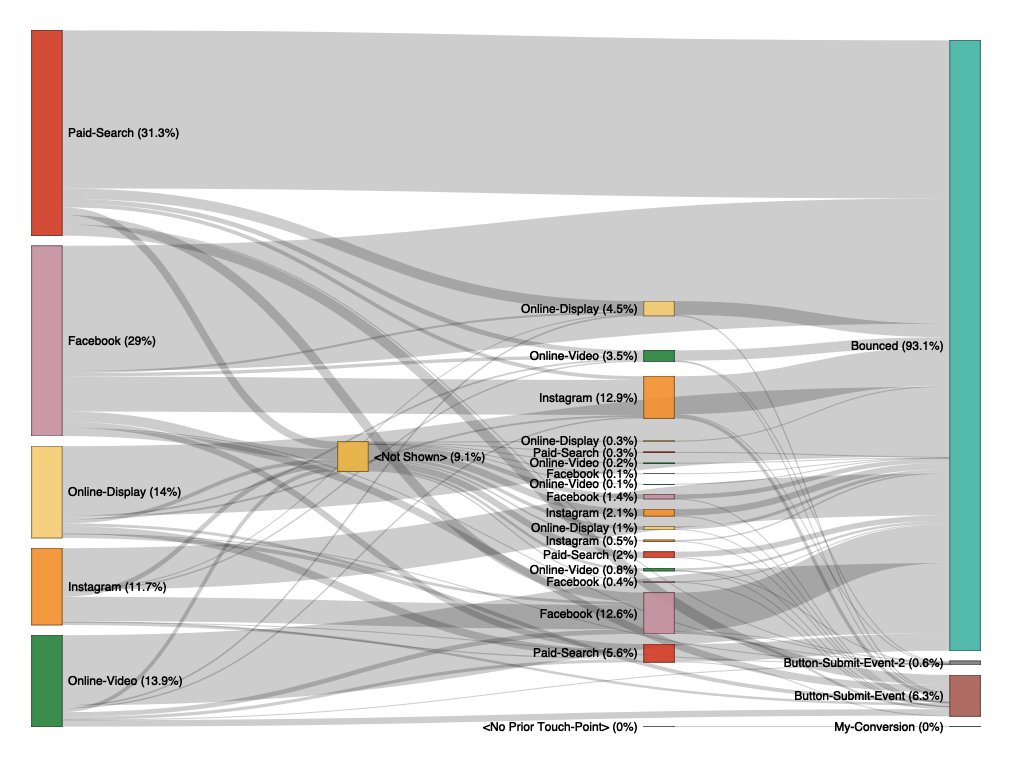 Paid-Search (31.3%)
Facebook (29%)
Online-Display (14%)
Instagram (11.7%)
Online-Video (13.9%)
<Not Shown> (9.1%)
Online-Display (4.5%)
Online-Video (3.5%)
Instagram (12.9%)
Online-Display (0.3%)
Paid-Search (0.3%)
Online-Video (0.2%)
Facebook (0.1%)
Online-Video (0.1%)
Facebook (1.4%)
Instagram (2.1%)
Online-Display (1%)
Instagram (0.5%)
Paid-Search (2%)
Online-Video (0.8%)
Facebook (0.4%)
Facebook (12.6%)
Paid-Search (5.6%)
<No Prior Touch-Point> (0%)
Bounced (93.1%)
Button-Submit-Event-2 (0.6%)
Button-Submit-Event (6.3%)
My-Conversion (0%)